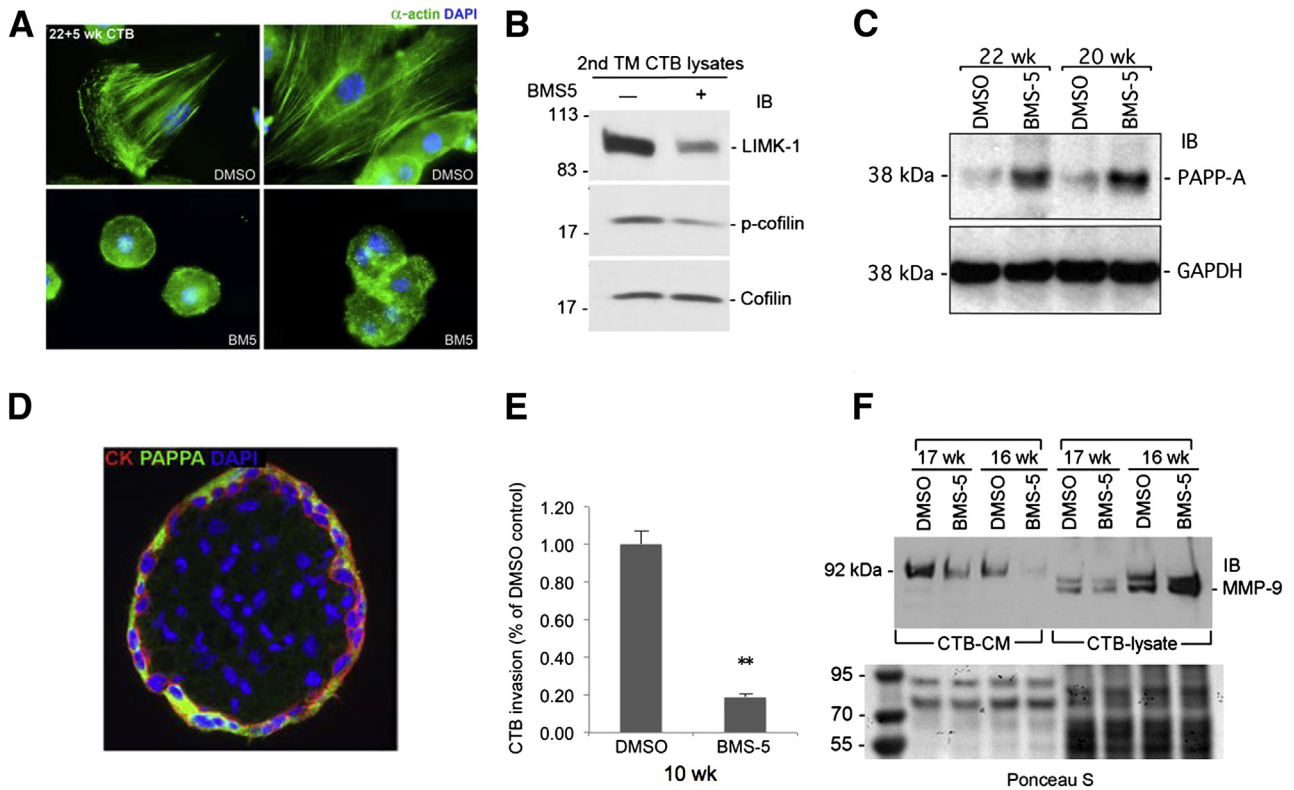 A
α-actin DAPI
22+5 wk CTB
DMSO
DMSO
BM5
BM5
B
2nd TM CTB lysates
BMS5
—
+
IB
113
83
LIMK-1
17
p-cofilin
17
Cofilin
C
22 wk
20 wk
DMSO
BMS-5
DMSO
BMS-5
IB
38 kDa
PAPP-A
38 kDa
GAPDH
D
CK PAPPA DAPI
E
CTB invasion (% of DMSO control)
1.20
1.00
0.80
0.60
0.40
0.20
0.00
**
DMSO
BMS-5
10 wk
F
17 wk
16 wk
17 wk
16 wk
DMSO
BMS-5
DMSO
BMS-5
DMSO
BMS-5
DMSO
BMS-5
92 kDa
IB
MMP-9
CTB-CM
CTB-lysate
95
70
55
Ponceau S